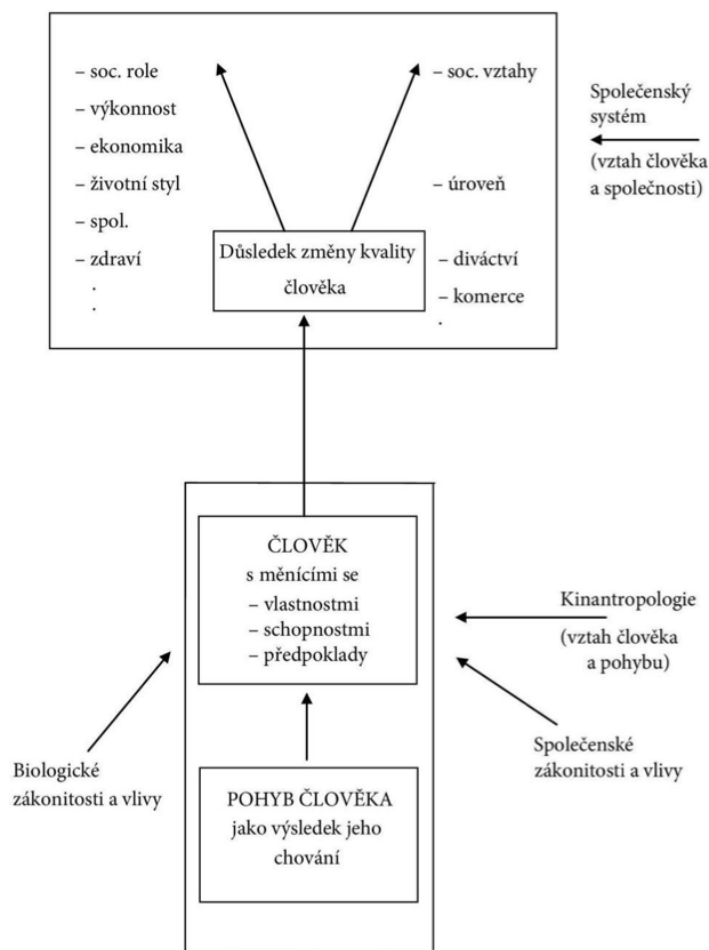 – soc. role
– výkonnost
– ekonomika
– životní styl
– spol.
– zdraví
.
.
– soc. vztahy
– úroveň
– diváctví
– komerce
.
Důsledek změny kvality
člověka
Společenský
systém
(vztah člověka
a společnosti)
ČLOVĚK
s měnícími se
– vlastnostmi
– schopnostmi
– předpoklady
Kinantropologie
(vztah člověka
a pohybu)
Biologické
zákonitosti a vlivy
Společenské
zákonitosti a vlivy
POHYB ČLOVĚKA
jako výsledek jeho
chování